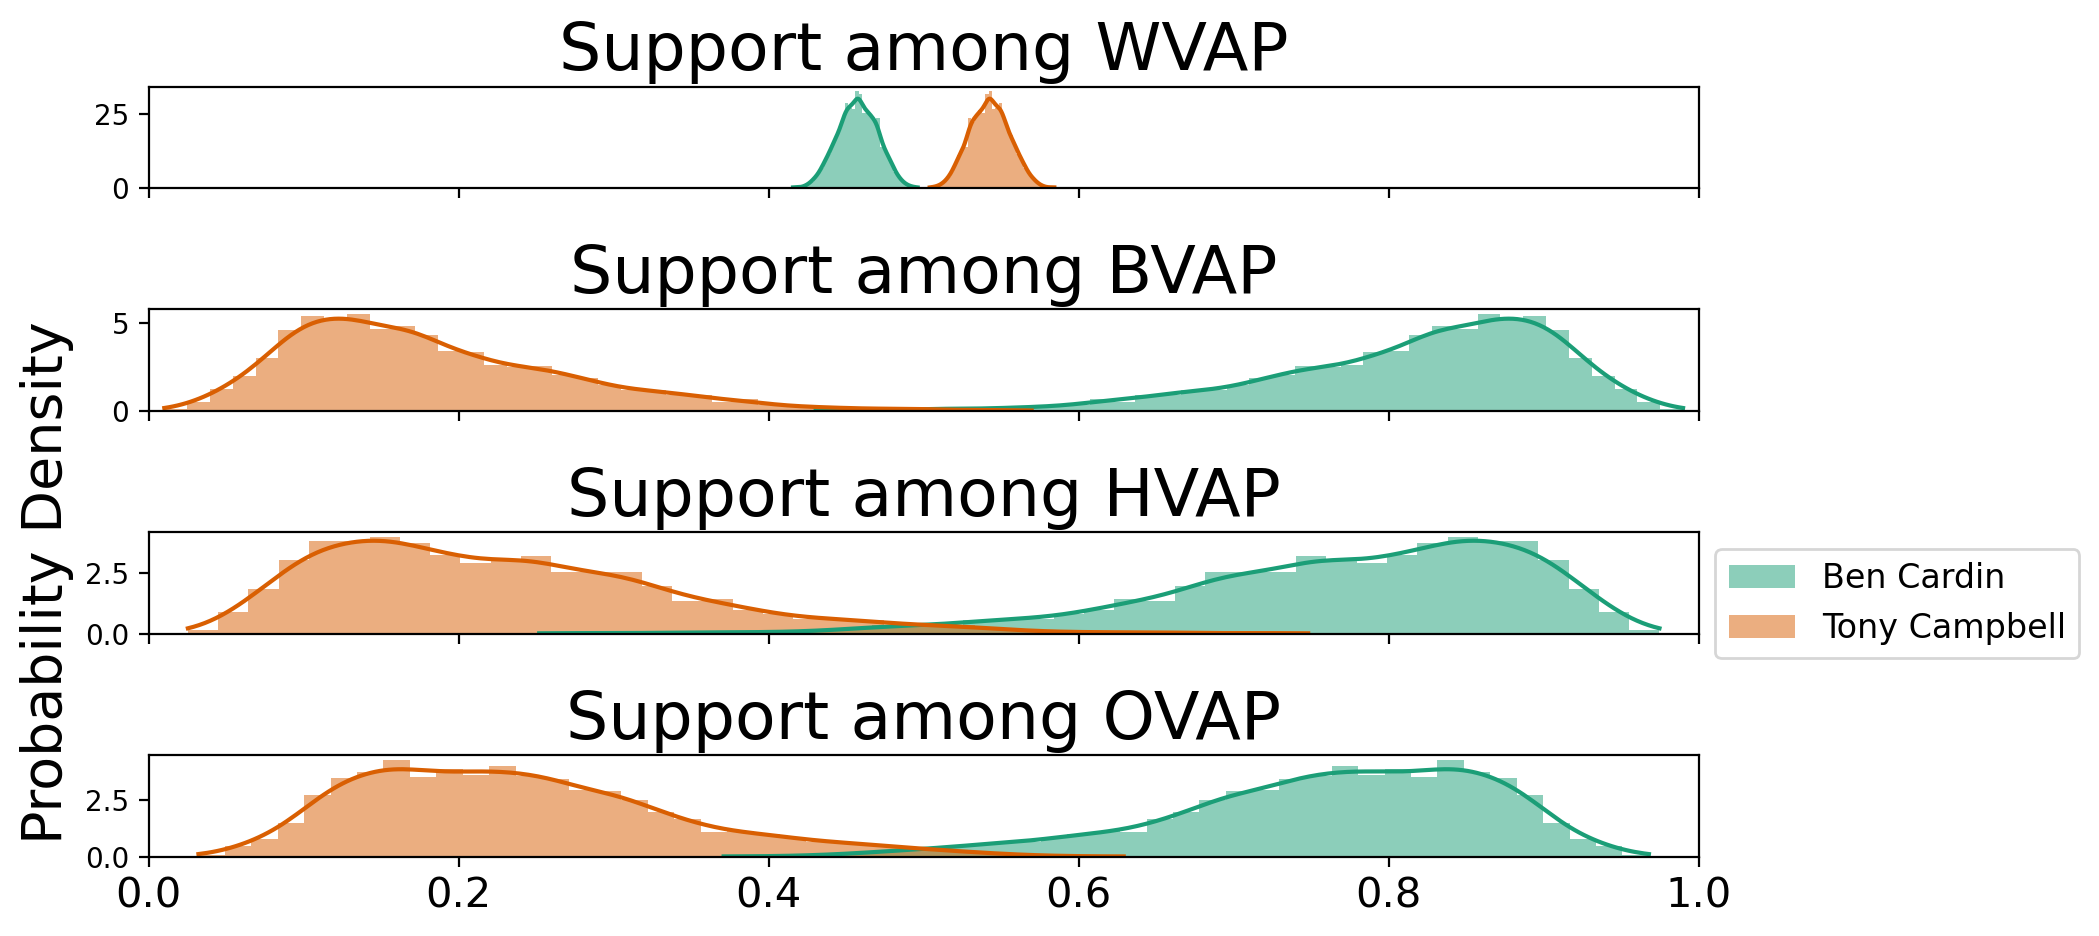 Support among WVAP
25
0
Support among BVAP
5
0
Support among HVAP
2.5
0.0
Support among OVAP
2.5
0.0
0.0 0.2 0.4 0.6 0.8 1.0
Probability Density
Ben Cardin
Tony Campbell